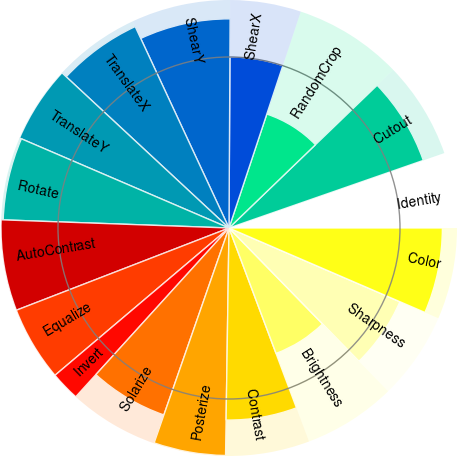 ShearX
RandomCrop
Cutout
Identity
Color
Sharpness
Brightness
Contrast
Posterize
Solarize
Invert
Equalize
AutoContrast
Rotate
TranslateY
TranslateX
ShearY